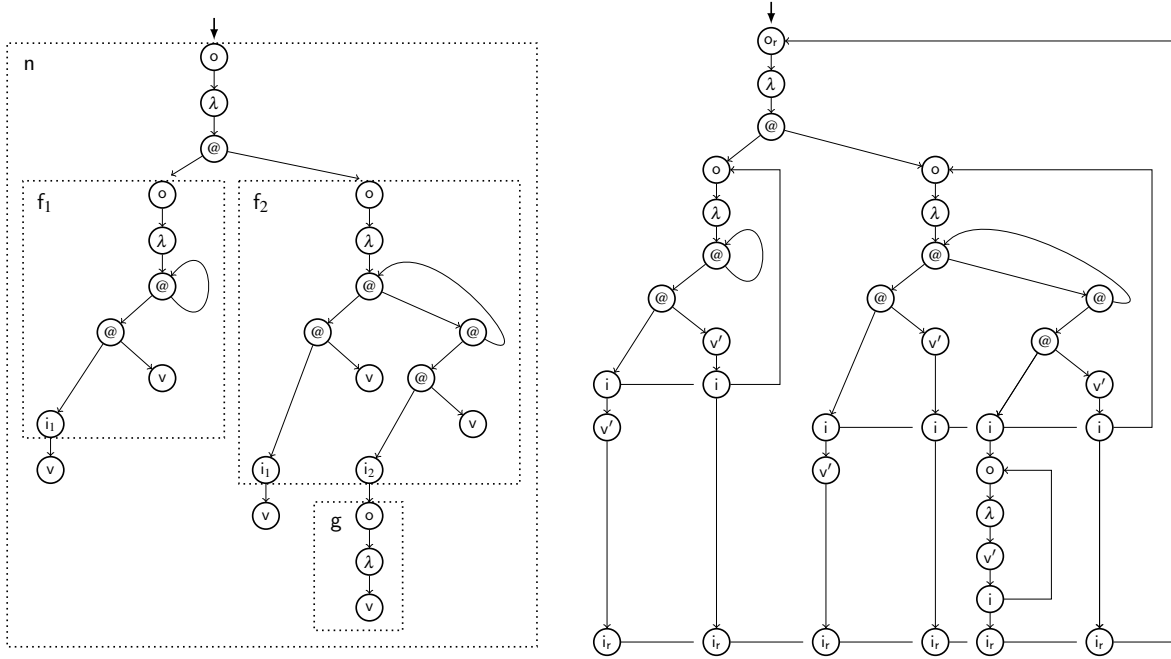 n o
λ
@
f₁ o f₂ o
λ λ
@ @
@ @ @
v v @
i₁ v
v i₁ i₂
v g o
λ
v
oᵣ
λ
@
o o
λ λ
@ @
@ @ @
v′ v′ @
i i v′
v′ i i i i
v′ o
λ
v′
i
iᵣ iᵣ iᵣ iᵣ iᵣ iᵣ